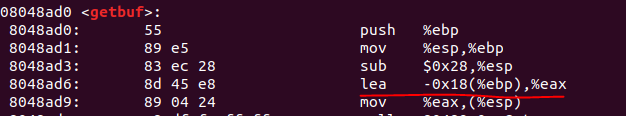 08048ad0 <getbuf>:
8048ad0: 55 push %ebp
8048ad1: 89 e5 mov %esp,%ebp
8048ad3: 83 ec 28 sub $0x28,%esp
8048ad6: 8d 45 e8 lea -0x18(%ebp),%eax
8048ad9: 89 04 24 mov %eax,(%esp)